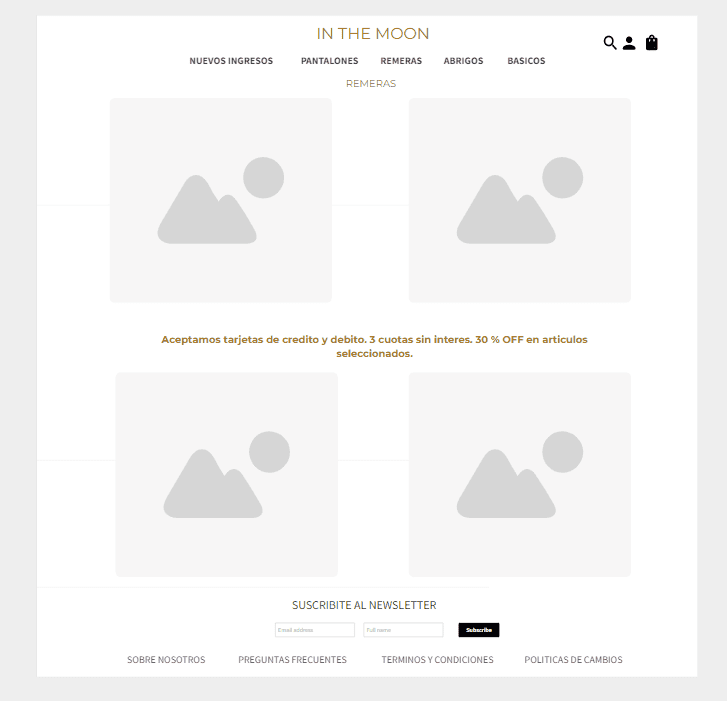 IN THE MOON
NUEVOS INGRESOS PANTALONES REMERAS ABRIGOS BASICOS
REMERAS
Aceptamos tarjetas de credito y debito. 3 cuotas sin interes. 30 % OFF en articulos
seleccionados.
SUSCRIBITE AL NEWSLETTER
Email address Full name Subscribe
SOBRE NOSOTROS PREGUNTAS FRECUENTES TERMINOS Y CONDICIONES POLITICAS DE CAMBIOS